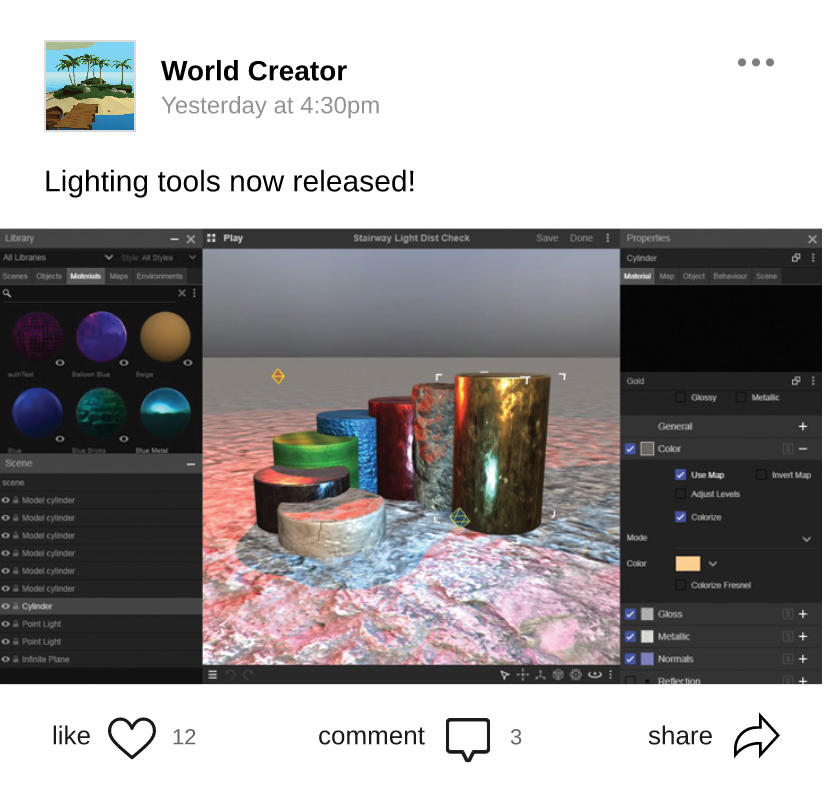 World Creator
Yesterday at 4:30pm
Lighting tools now released!
Library
All Libraries Style: All Styles
Scenes Objects Materials Maps Environments
authTest Balloon Blue Beige
Blue Blue Bricks Blue Metal
Scene
scene
Model cylinder
Model cylinder
Model cylinder
Model cylinder
Model cylinder
Model cylinder
Cylinder
Point Light
Point Light
Infinite Plane
Play Stairway Light Dist Check Save Done
Properties
Cylinder
Material Map Object Behaviour Scene
Gold
Glossy Metallic
General
Color S
Use Map Invert Map
Adjust Levels
Colorize
Mode
Color
Colorize Fresnel
Gloss S
Metallic S
Normals S
Reflection
like 12 comment 3 share